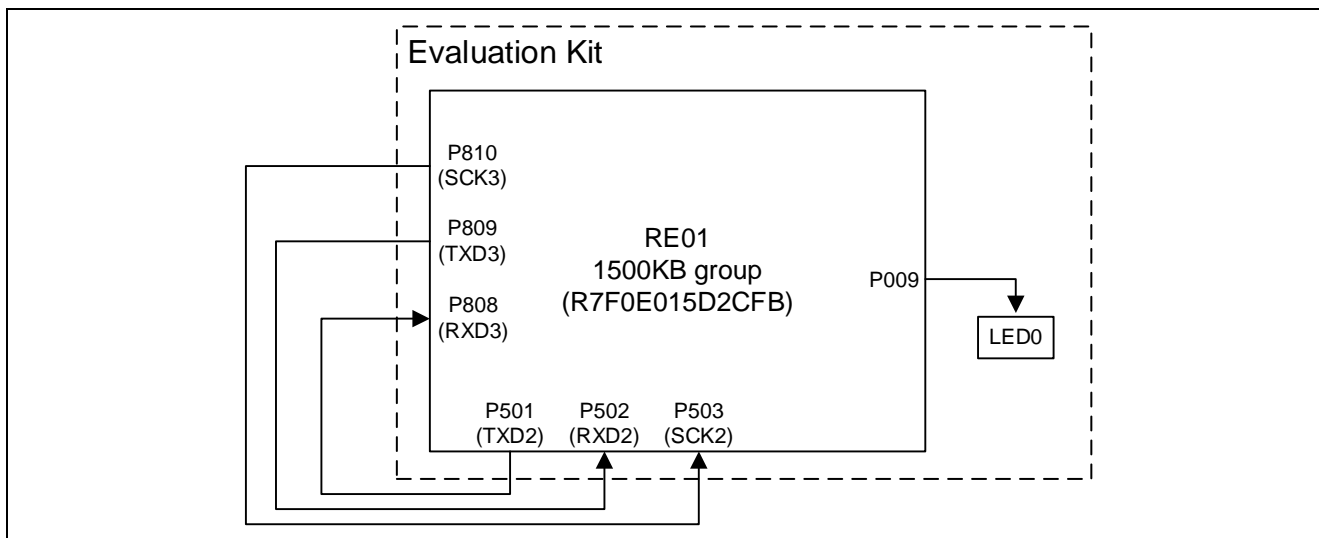 Evaluation Kit
P810
(SCK3)
P809
(TXD3)
P808
(RXD3)
RE01
1500KB group
(R7F0E015D2CFB)
P009
LED0
P501
(TXD2)
P502
(RXD2)
P503
(SCK2)